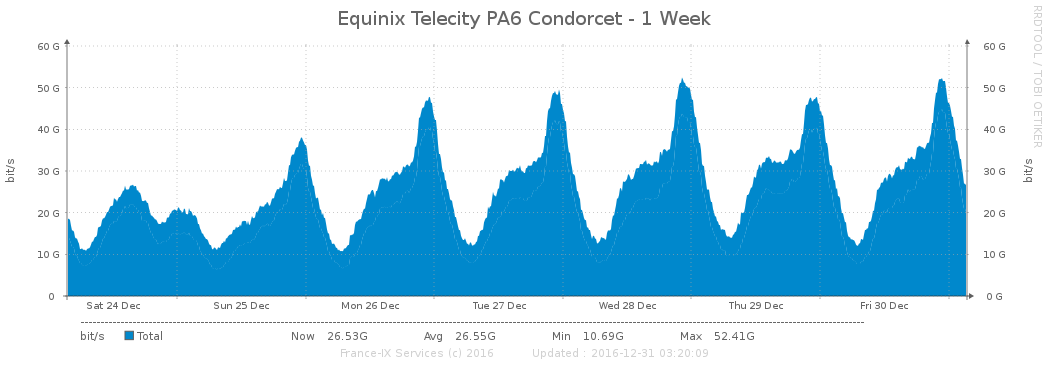 Equinix Telecity PA6 Condorcet - 1 Week
RRDTOOL / TOBI OETIKER
bit/s
60 G
50 G
40 G
30 G
20 G
10 G
0
60 G
50 G
40 G
30 G
20 G
10 G
0 G
bit/s
Sat 24 Dec Sun 25 Dec Mon 26 Dec Tue 27 Dec Wed 28 Dec Thu 29 Dec Fri 30 Dec
bit/s Total Now 26.53G Avg 26.55G Min 10.69G Max 52.41G
France-IX Services (c) 2016 Updated : 2016-12-31 03:20:09